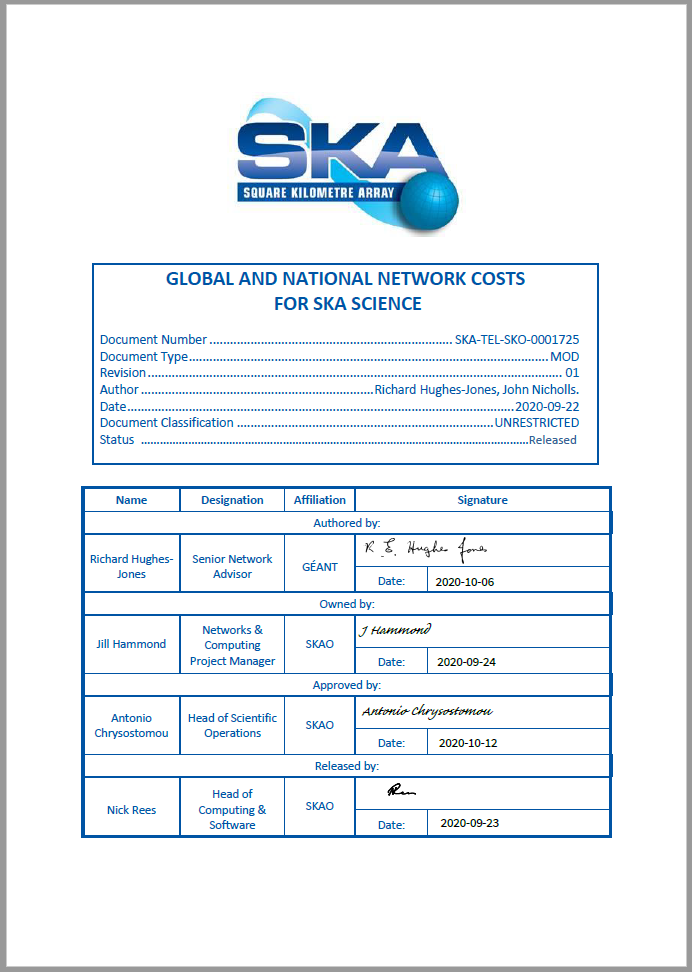 SKA
SQUARE KILOMETRE ARRAY
GLOBAL AND NATIONAL NETWORK COSTS
FOR SKA SCIENCE
Document Number ........................................................................ SKA-TEL-SKO-0001725
Document Type........................................................................................................... MOD
Revision........................................................................................................................... 01
Author .....................................................................Richard Hughes-Jones, John Nicholls.
Date...................................................................................................................2020-09-22
Document Classification ............................................................................UNRESTRICTED
Status ....................................................................................................................Released
Name Designation Affiliation Signature
Authored by:
Richard Hughes-
Jones
Senior Network
Advisor
GÉANT
R. E. Hughes Jones
Date: 2020-10-06
Owned by:
Jill Hammond
Networks &
Computing
Project Manager
SKAO
J Hammond
Date: 2020-09-24
Approved by:
Antonio
Chrysostomou
Head of Scientific
Operations
SKAO
Antonio Chrysostomou
Date: 2020-10-12
Released by:
Nick Rees
Head of
Computing &
Software
SKAO
Date: 2020-09-23